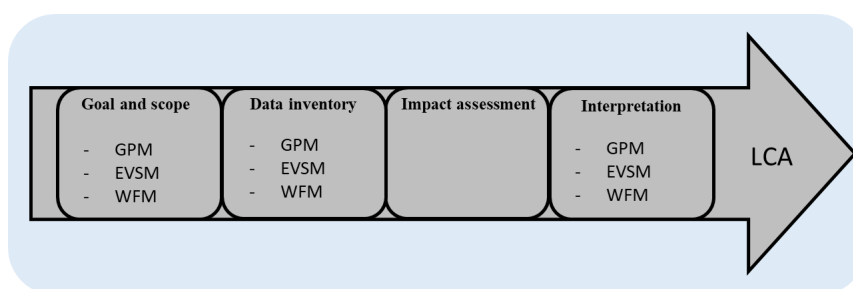 Goal and scope
- GPM
- EVSM
- WFM
Data inventory
- GPM
- EVSM
- WFM
Impact assessment
Interpretation
- GPM
- EVSM
- WFM
LCA